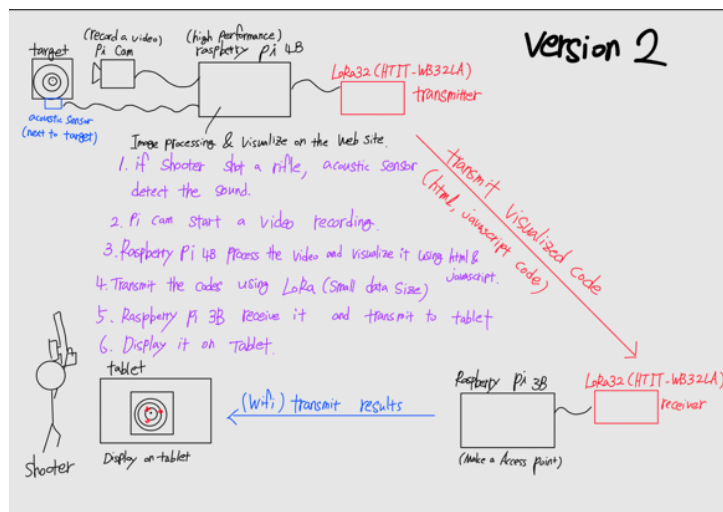 Version 2
target
(record a video)
Pi Cam
(high performance)
raspberry pi 4B
LoRa32 (HTIT-WB32LA)
transmitter
acoustic sensor
(next to target)
Image processing & visualize on the Web Site.
1. if shooter shot a rifle, acoustic sensor
detect the sound.
2. Pi cam start a video recording.
3. Raspberry Pi 4B process the video and visualize it using html &
javascript.
4. Transmit the codes using LoRa (Small data size)
5. Raspberry pi 3B receive it and transmit to tablet
6. Display it on Tablet.
transmit visualized code
(html, javascript code)
shooter
tablet
Display on tablet
(Wifi) transmit results
Raspberry Pi 3B
(Make a Access point)
LoRa32 (HTIT-WB32LA)
receiver